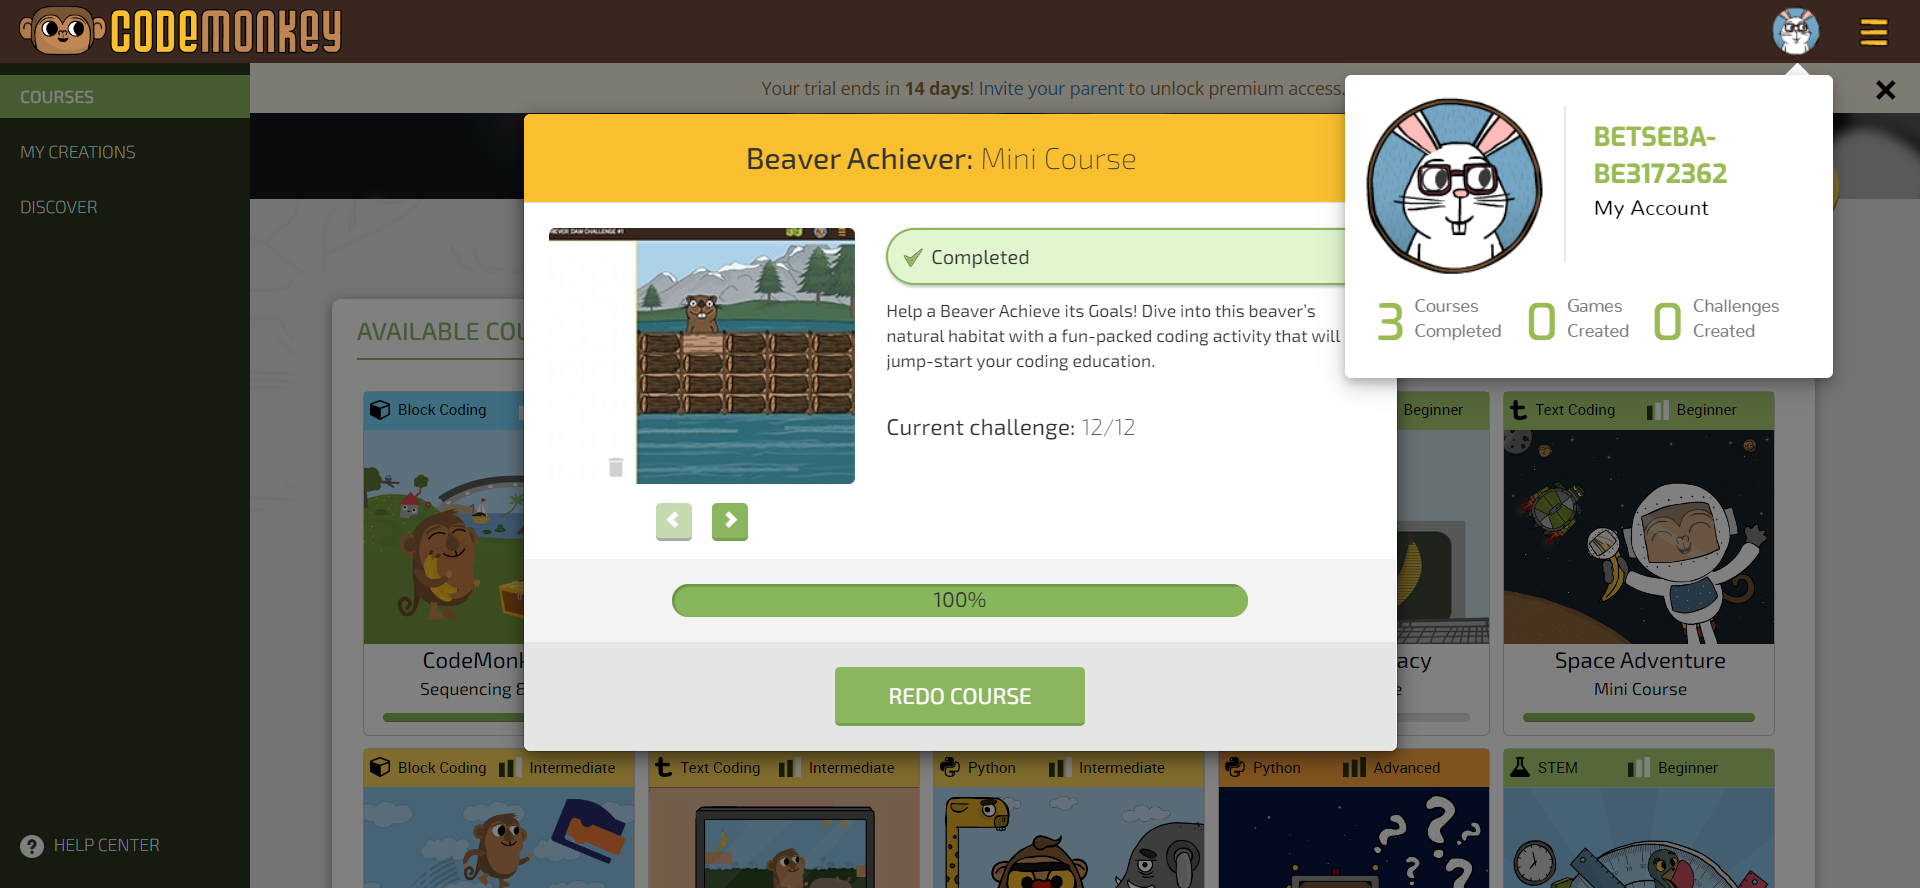 CODEMONKEY
COURSES
MY CREATIONS
DISCOVER
HELP CENTER
Your trial ends in 14 days! Invite your parent to unlock premium access.
Beaver Achiever: Mini Course
DAM CHALLENGE #1
Completed
Help a Beaver Achieve its Goals! Dive into this beaver's
natural habitat with a fun-packed coding activity that will
jump-start your coding education.
Current challenge: 12/12
100%
REDO COURSE
BETSEBA-
BE3172362
My Account
3 Courses Completed
0 Games Created
0 Challenges Created
AVAILABLE COU
Block Coding
CodeMonk
Sequencing &
Beginner
acy
Text Coding Beginner
Space Adventure
Mini Course
Block Coding Intermediate
Text Coding Intermediate
Python Intermediate
Python Advanced
STEM Beginner